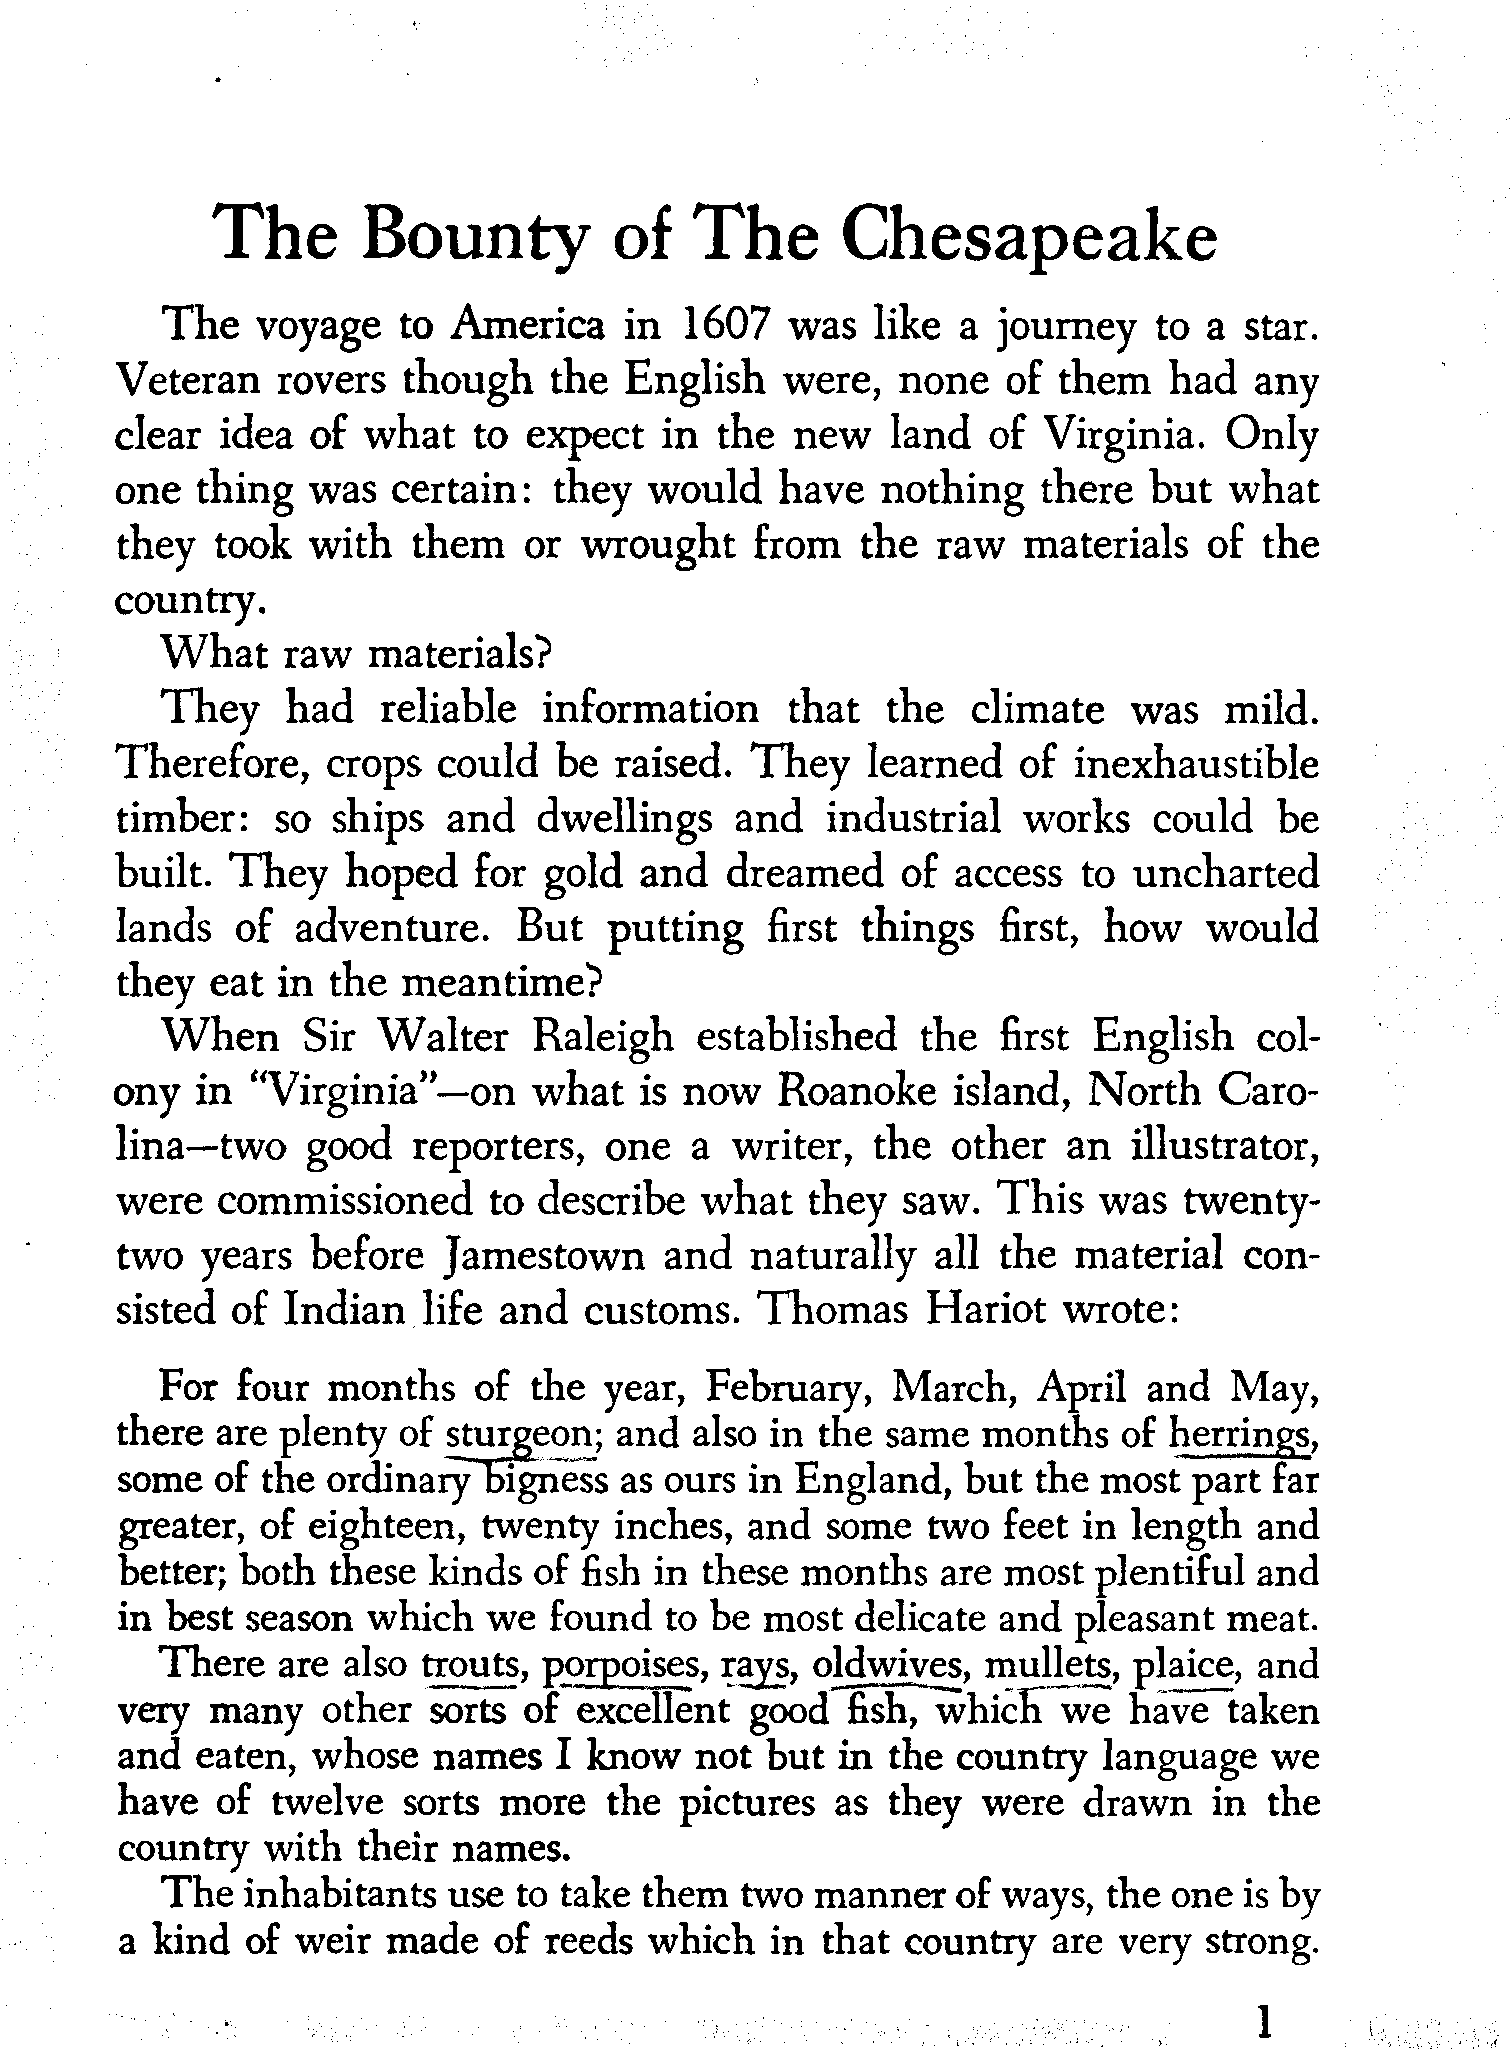 The Bounty of The Chesapeake
The voyage to America in 1607 was like a journey to a star.
Veteran rovers though the English were, none of them had any
clear idea of what to expect in the new land of Virginia. Only
one thing was certain: they would have nothing there but what
they took with them or wrought from the raw materials of the
country.
What raw materials?
They had reliable information that the climate was mild.
Therefore, crops could be raised. They learned of inexhaustible
timber: so ships and dwellings and industrial works could be
built. They hoped for gold and dreamed of access to uncharted
lands of adventure. But putting first things first, how would
they eat in the meantime?
When Sir Walter Raleigh established the first English col-
ony in "Virginia"—on what is now Roanoke island, North Caro-
lina—two good reporters, one a writer, the other an illustrator,
were commissioned to describe what they saw. This was twenty-
two years before Jamestown and naturally all the material con-
sisted of Indian life and customs. Thomas Hariot wrote:
For four months of the year, February, March, April and May,
there are plenty of sturgeon; and also in the same months of herrings,
some of the ordinary bigness as ours in England, but the most part far
greater, of eighteen, twenty inches, and some two feet in length and
better; both these kinds of fish in these months are most plentiful and
in best season which we found to be most delicate and pleasant meat.
There are also trouts, porpoises, rays, oldwives, mullets, plaice, and
very many other sorts of excellent good fish, which we have taken
and eaten, whose names I know not but in the country language we
have of twelve sorts more the pictures as they were drawn in the
country with their names.
The inhabitants use to take them two manner of ways, the one is by
a kind of weir made of reeds which in that country are very strong.
1